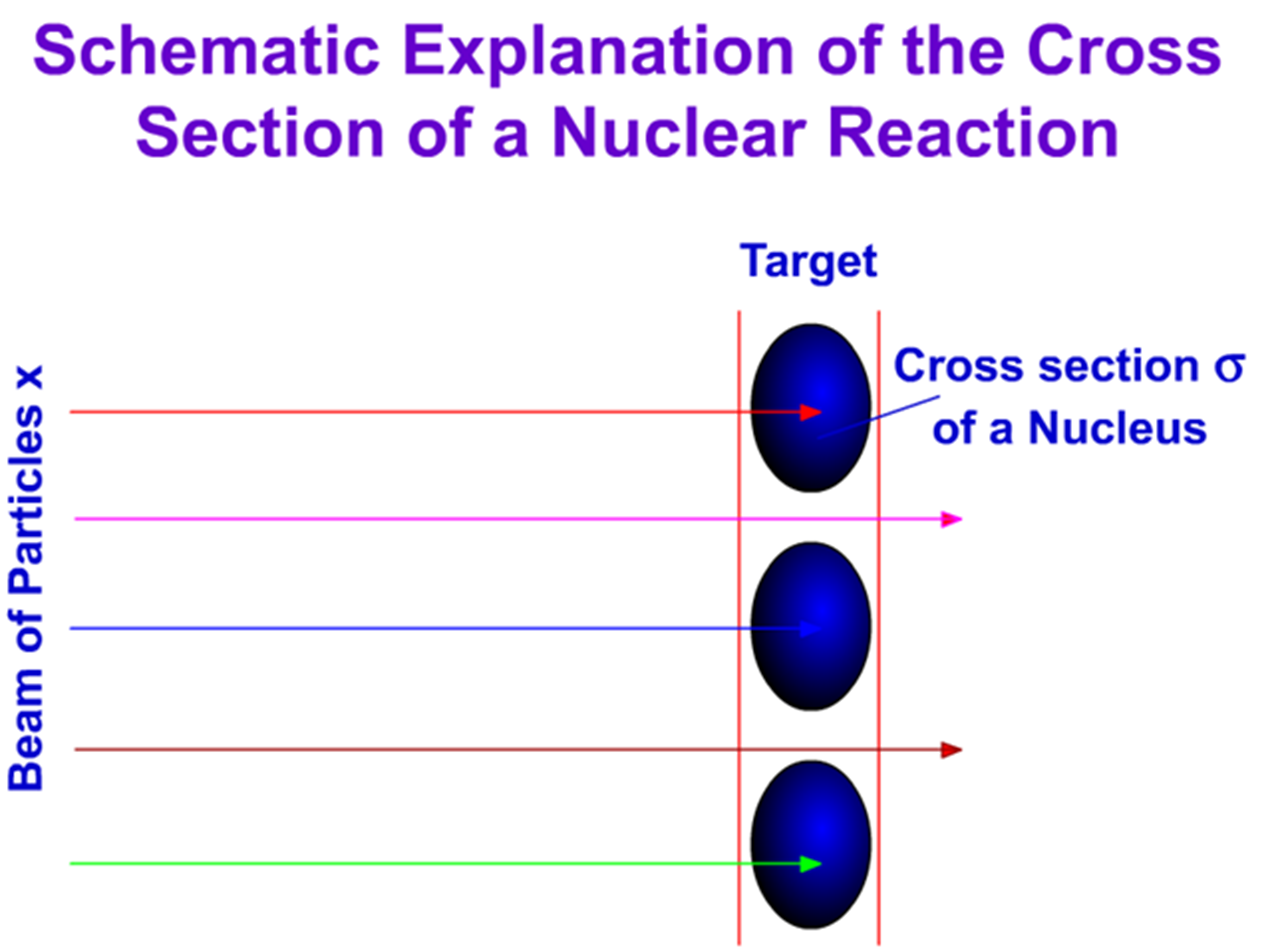 Schematic Explanation of the Cross
Section of a Nuclear Reaction
Target
Cross section σ
of a Nucleus
Beam of Particles x